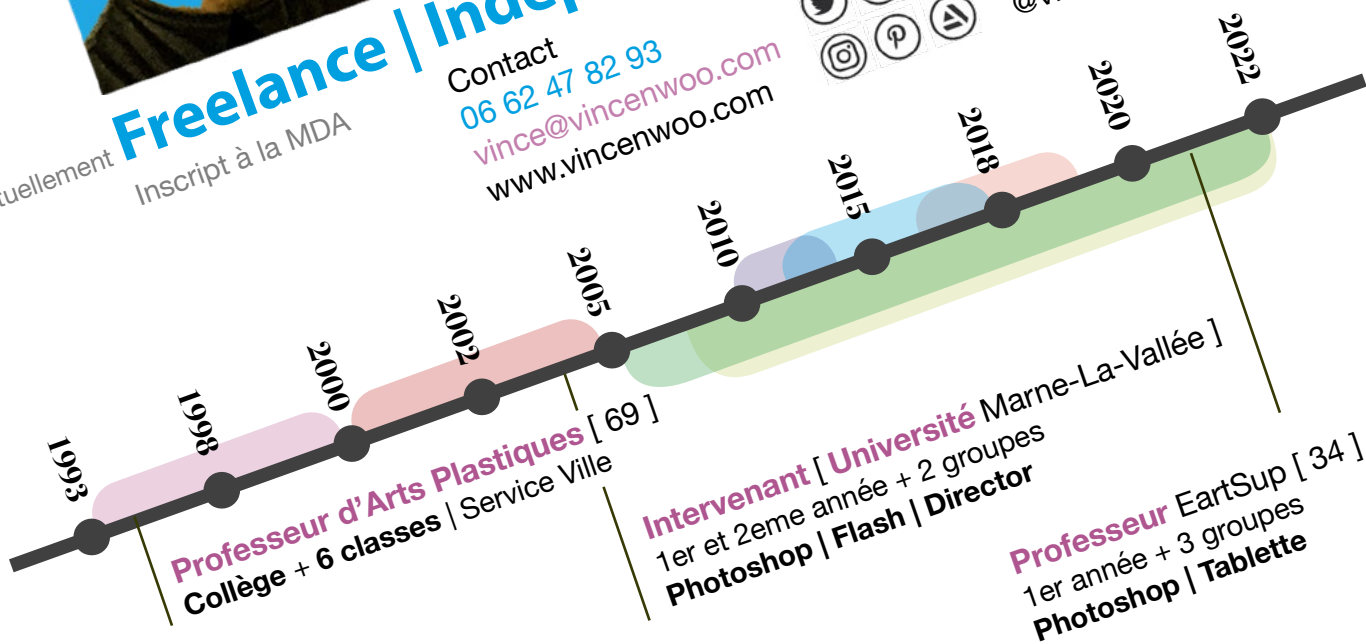 Freelance | Indep
tuellement
Inscript à la MDA
Contact
06 62 47 82 93
vince@vincenwoo.com
www.vincenwoo.com
1993
1998
2000
2002
2005
2010
2015
2018
2020
2022
Professeur d’Arts Plastiques [ 69 ]
Collège + 6 classes | Service Ville
Intervenant [ Université Marne-La-Vallée ]
1er et 2eme année + 2 groupes
Photoshop | Flash | Director
Professeur EartSup [ 34 ]
1er année + 3 groupes
Photoshop | Tablette